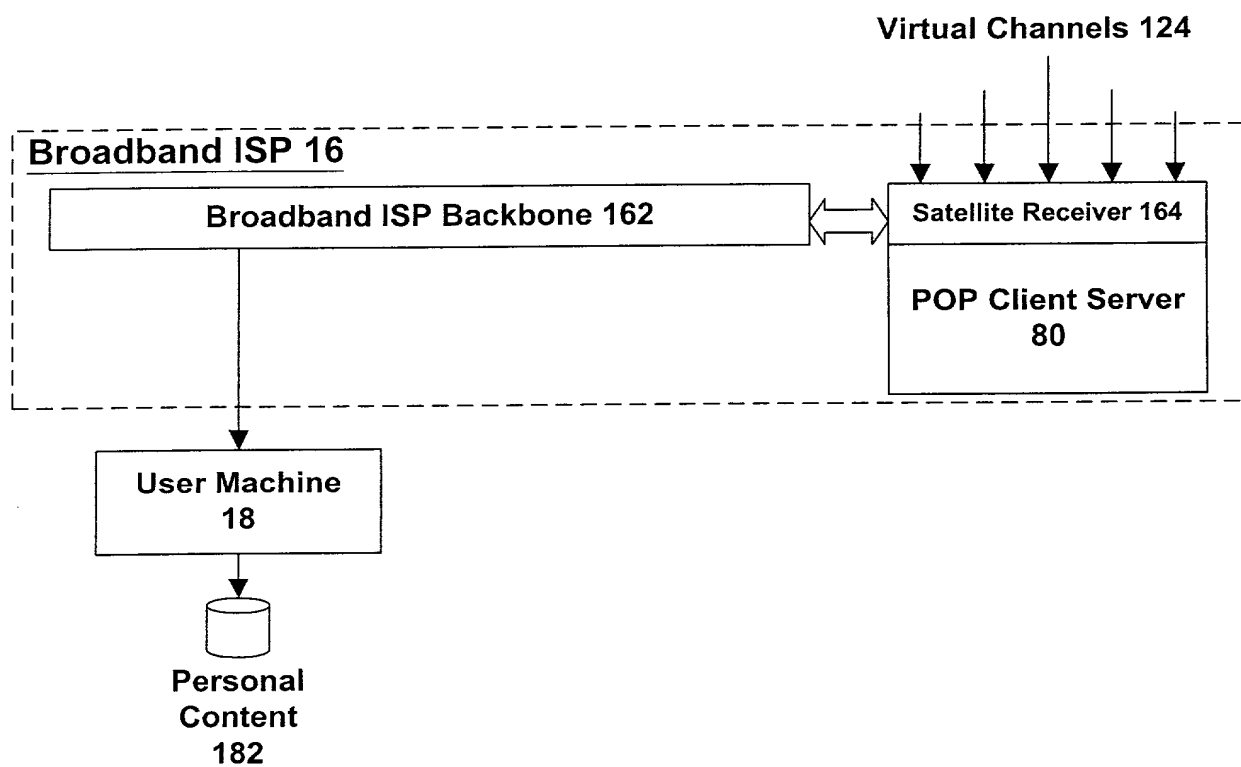 Virtual Channels 124
Broadband ISP 16
Broadband ISP Backbone 162
Satellite Receiver 164
POP Client Server
80
User Machine
18
Personal
Content
182